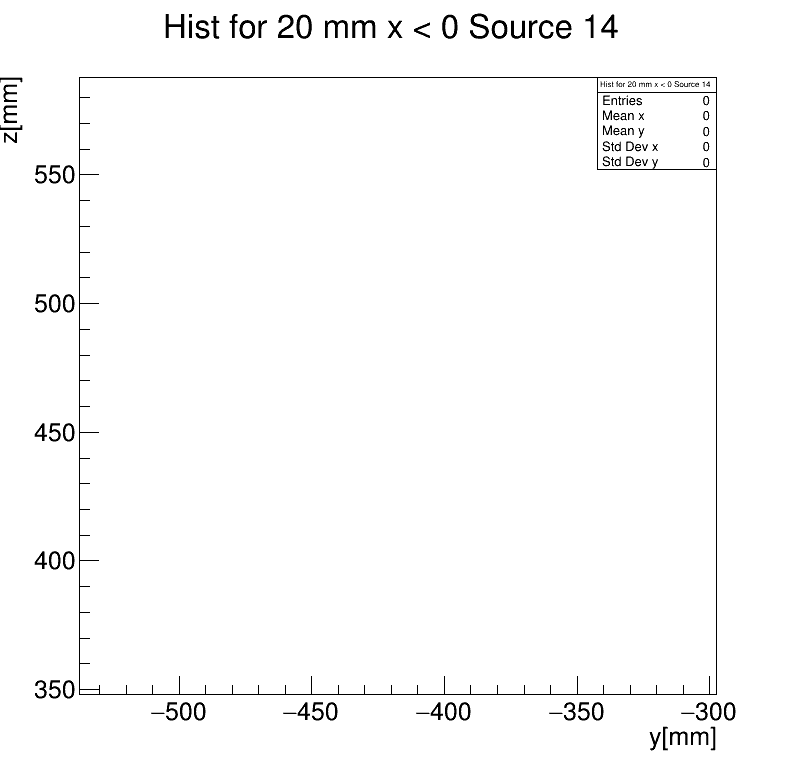 Hist for 20 mm x < 0 Source 14
z[mm]
Hist for 20 mm x < 0 Source 14
Entries 0
Mean x 0
Mean y 0
Std Dev x 0
Std Dev y 0
550
500
450
400
350
−500 −450 −400 −350 −300
y[mm]